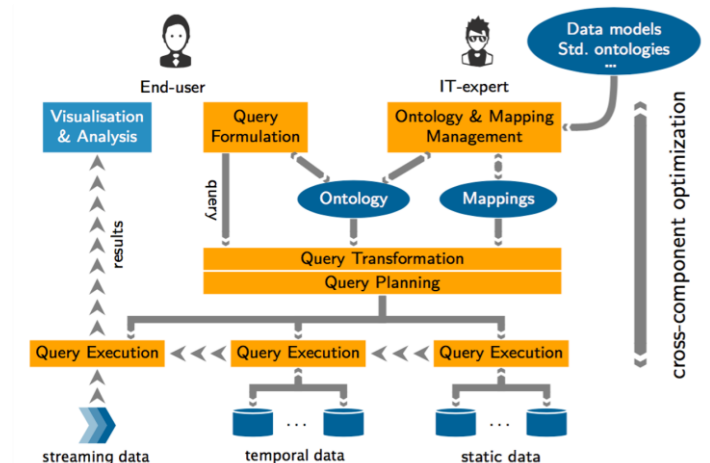 Data models
Std. ontologies
...
End-user
IT-expert
Visualisation
& Analysis
Query
Formulation
Ontology & Mapping
Management
query
Ontology
Mappings
results
cross-component optimization
Query Transformation
Query Planning
Query Execution
Query Execution
Query Execution
...
...
streaming data
temporal data
static data